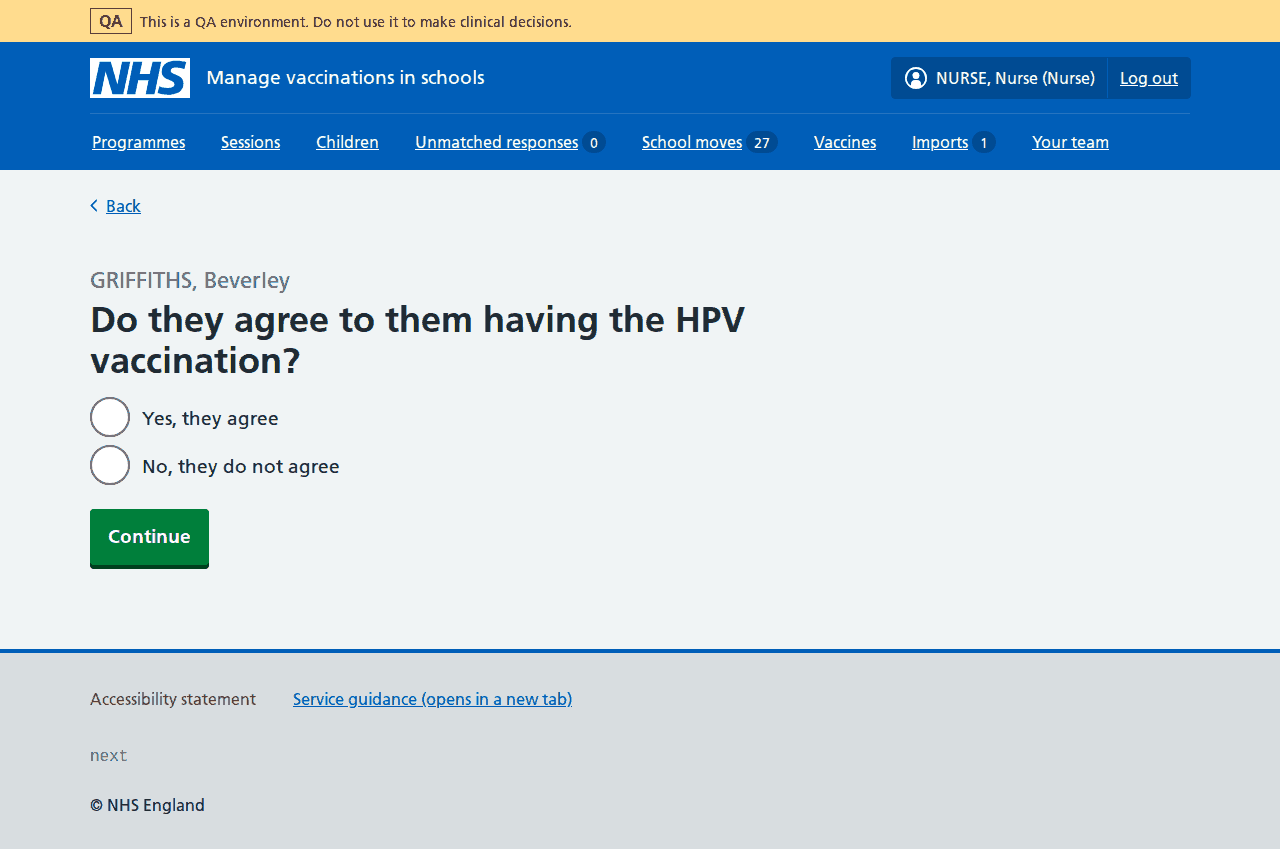 QA This is a QA environment. Do not use it to make clinical decisions.
NHS Manage vaccinations in schools NURSE, Nurse (Nurse) Log out
Programmes Sessions Children Unmatched responses 0 School moves 27 Vaccines Imports 1 Your team
Back
GRIFFITHS, Beverley
Do they agree to them having the HPV
vaccination?
Yes, they agree
No, they do not agree
Continue
Accessibility statement Service guidance (opens in a new tab)
next
© NHS England